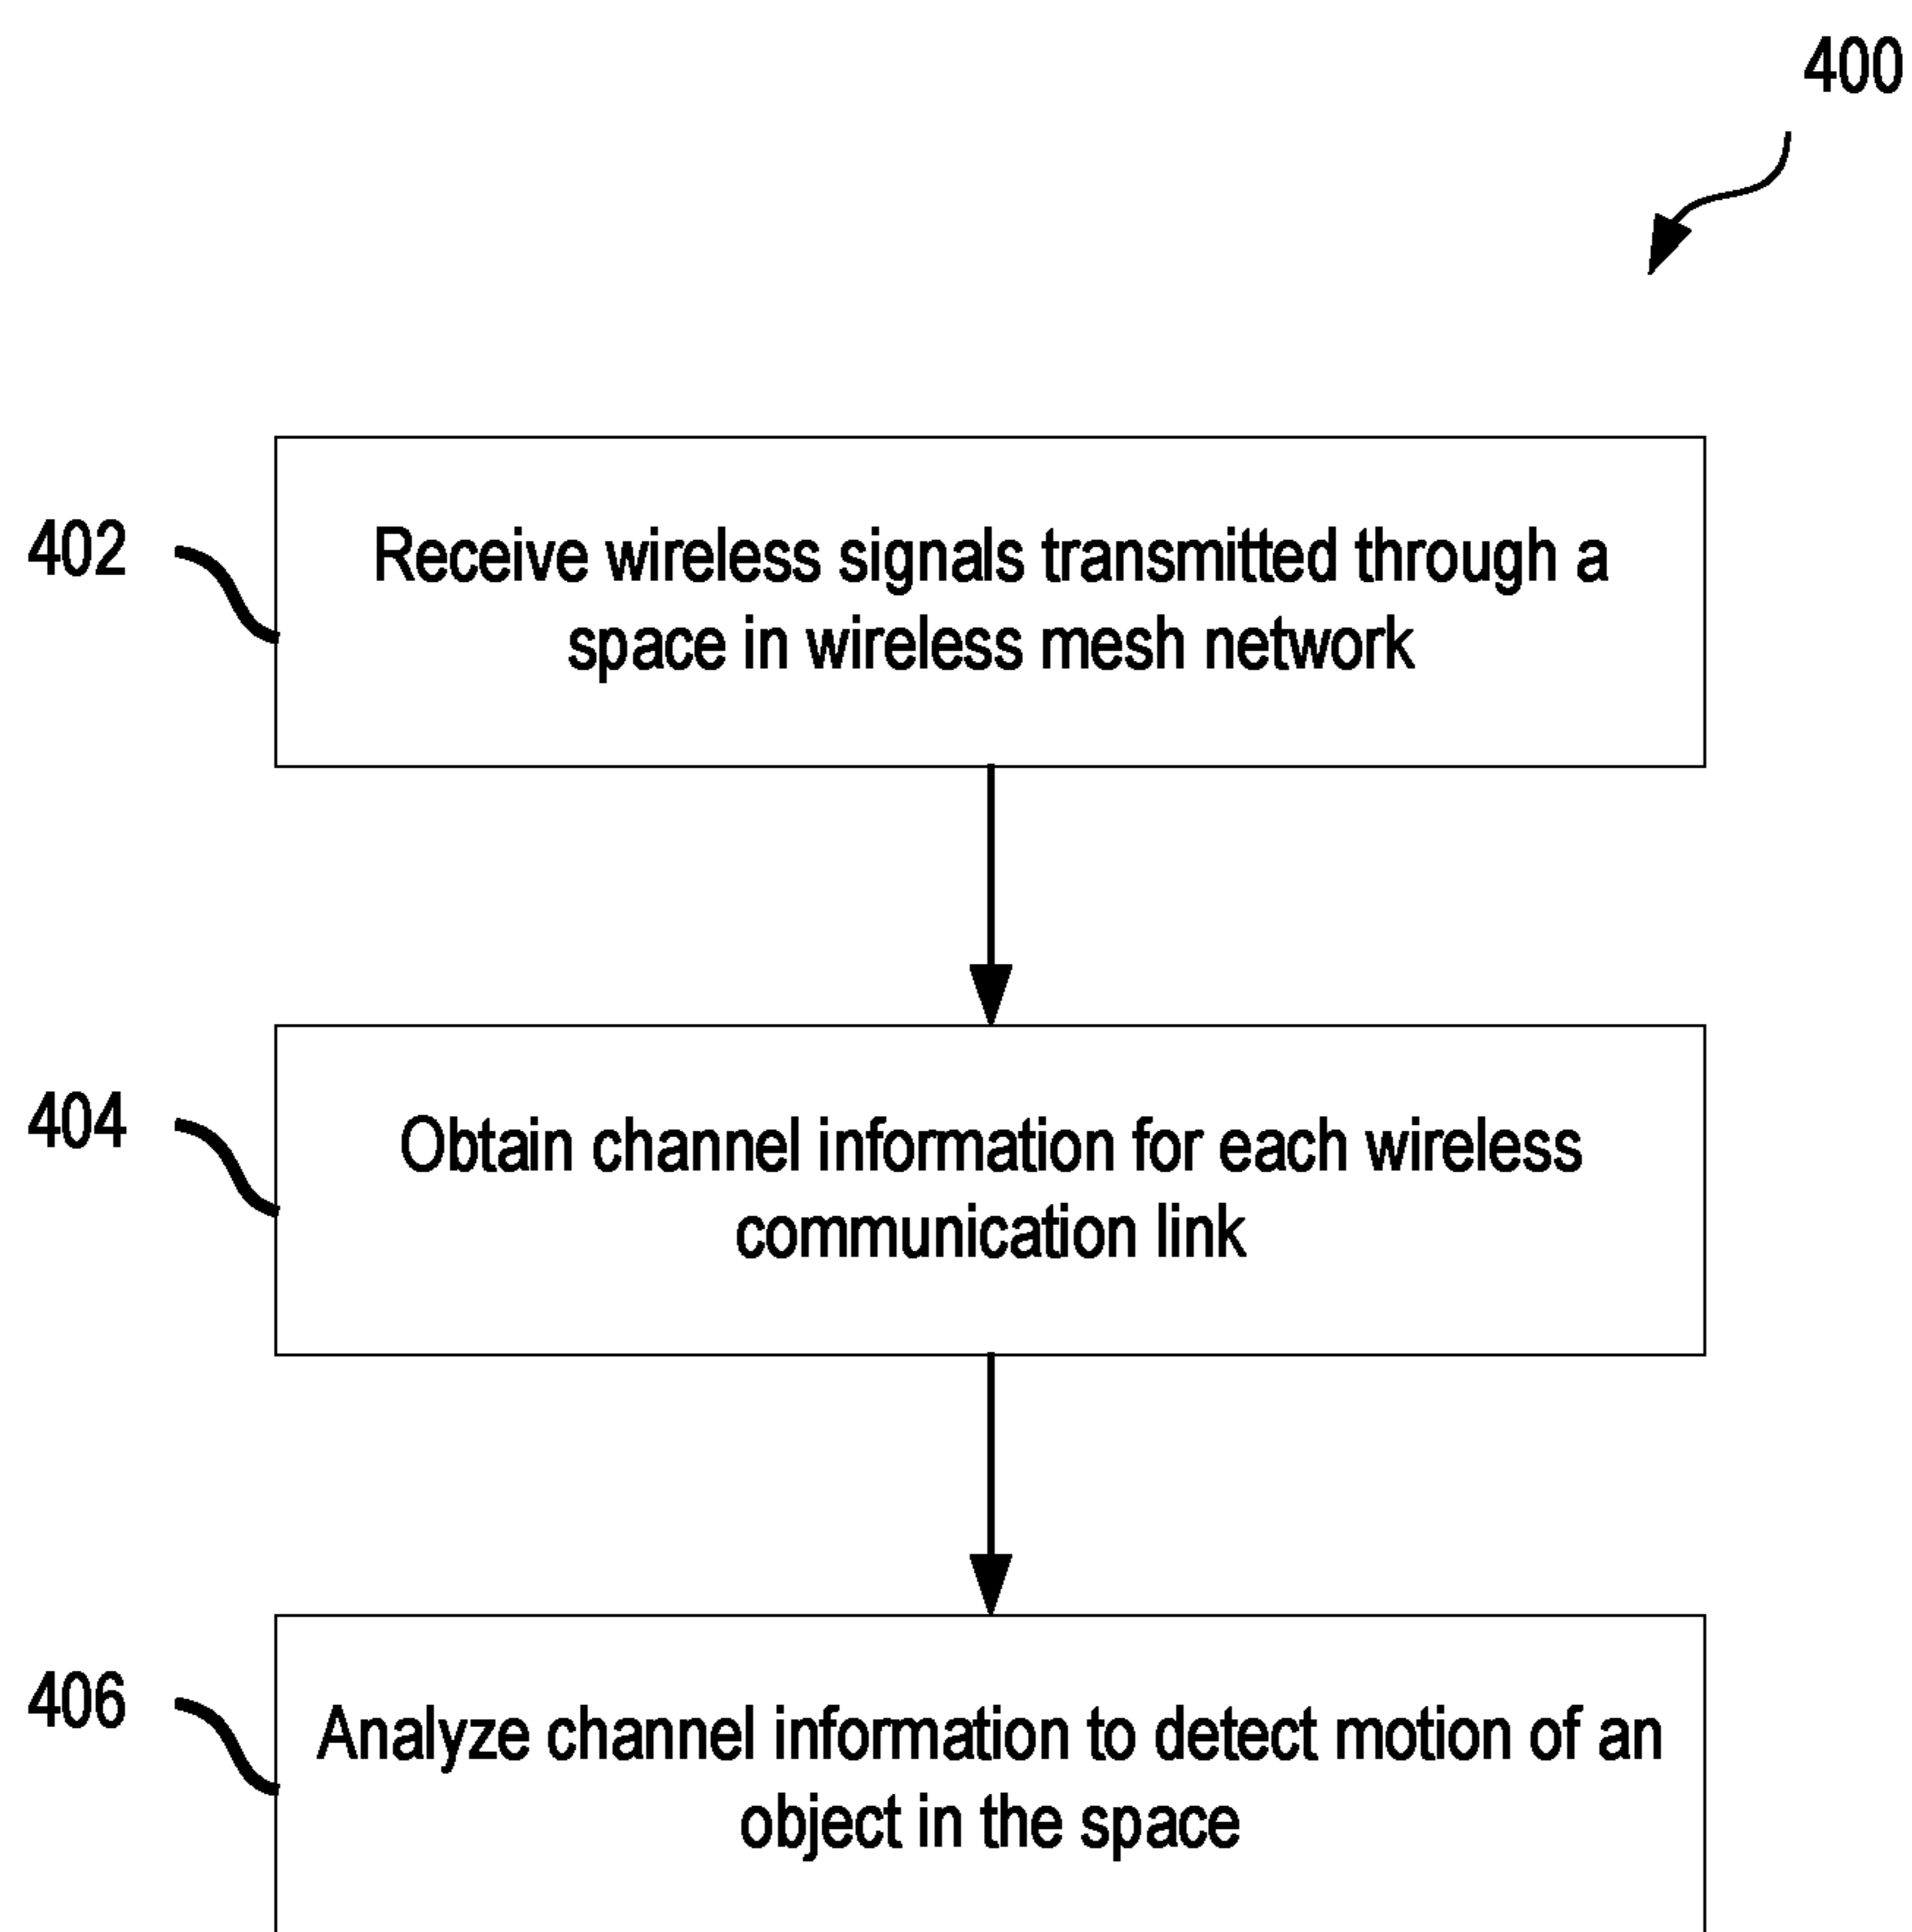 400
402
Receive wireless signals transmitted through a
space in wireless mesh network
404
Obtain channel information for each wireless
communication link
406
Analyze channel information to detect motion of an
object in the space